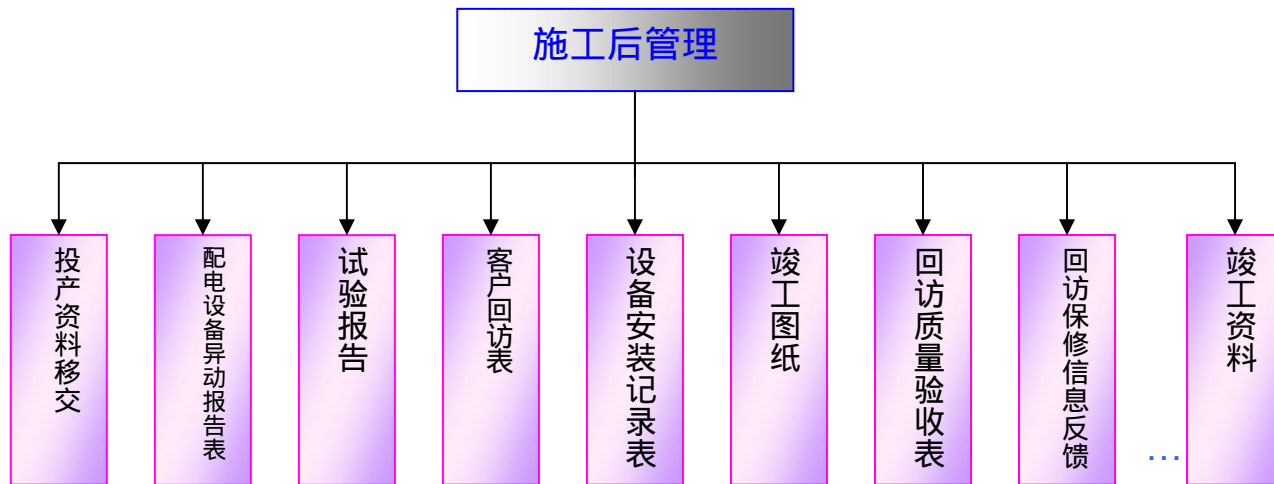 施工后管理
投产资料移交
配电设备异动报告表
试验报告
客户回访表
设备安装记录表
竣工图纸
回访质量验收表
回访保修信息反馈
…
竣工资料